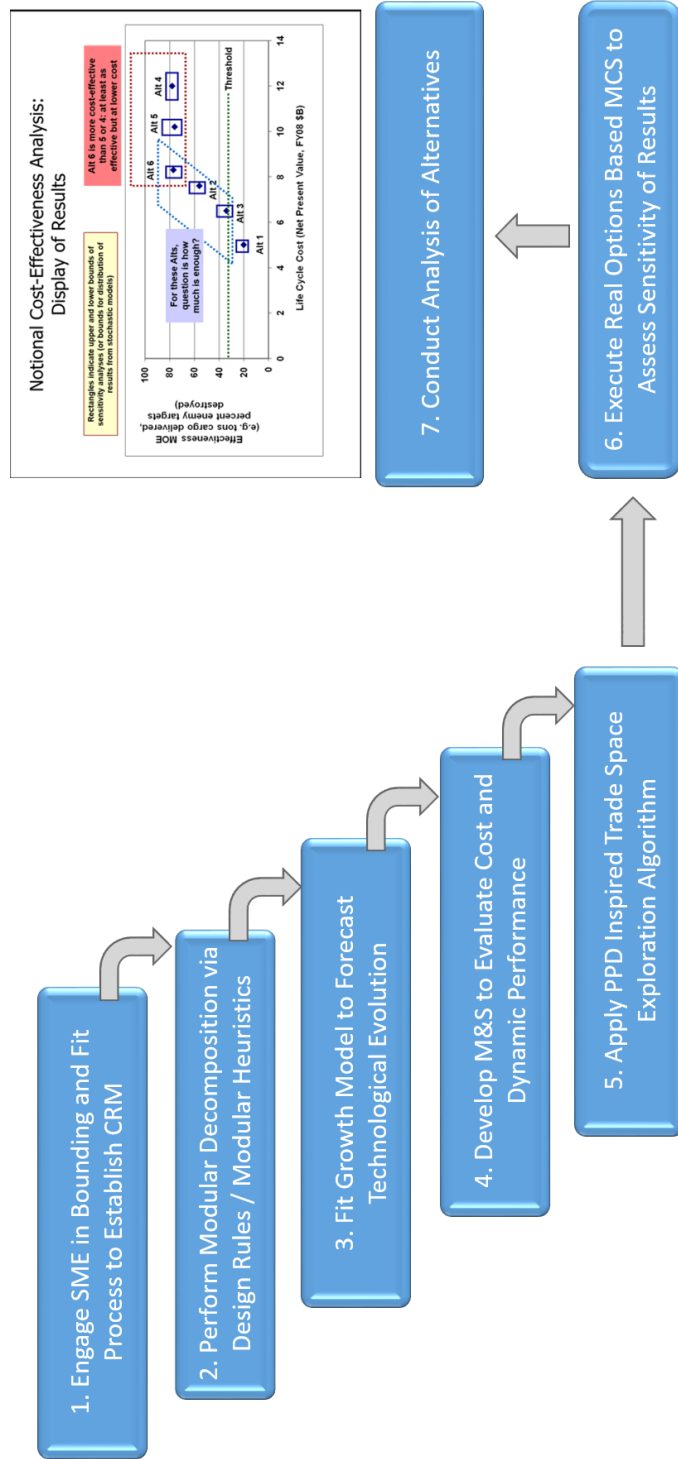 1. Engage SME in Bounding and Fit
Process to Establish CRM
2. Perform Modular Decomposition via
Design Rules / Modular Heuristics
3. Fit Growth Model to Forecast
Technological Evolution
4. Develop M&S to Evaluate Cost and
Dynamic Performance
5. Apply PPD Inspired Trade Space
Exploration Algorithm
6. Execute Real Options Based MCS to
Assess Sensitivity of Results
7. Conduct Analysis of Alternatives
Notional Cost-Effectiveness Analysis:
Display of Results
Rectangles indicate upper and lower bounds of
sensitivity analyses (or bounds for distribution of
results from stochastic models)
Alt 6 is more cost-effective
than 5 or 4: at least as
effective but at lower cost
Effectiveness MOE
(e.g. tons cargo delivered,
percent enemy targets
destroyed)
100
80
60
40
20
0
For these Alts,
question is how
much is enough?
Alt 6
Alt 5
Alt 4
Alt 2
Alt 3
Alt 1
Threshold
0
2
4
6
8
10
12
14
Life Cycle Cost (Net Present Value, FY08 $B)